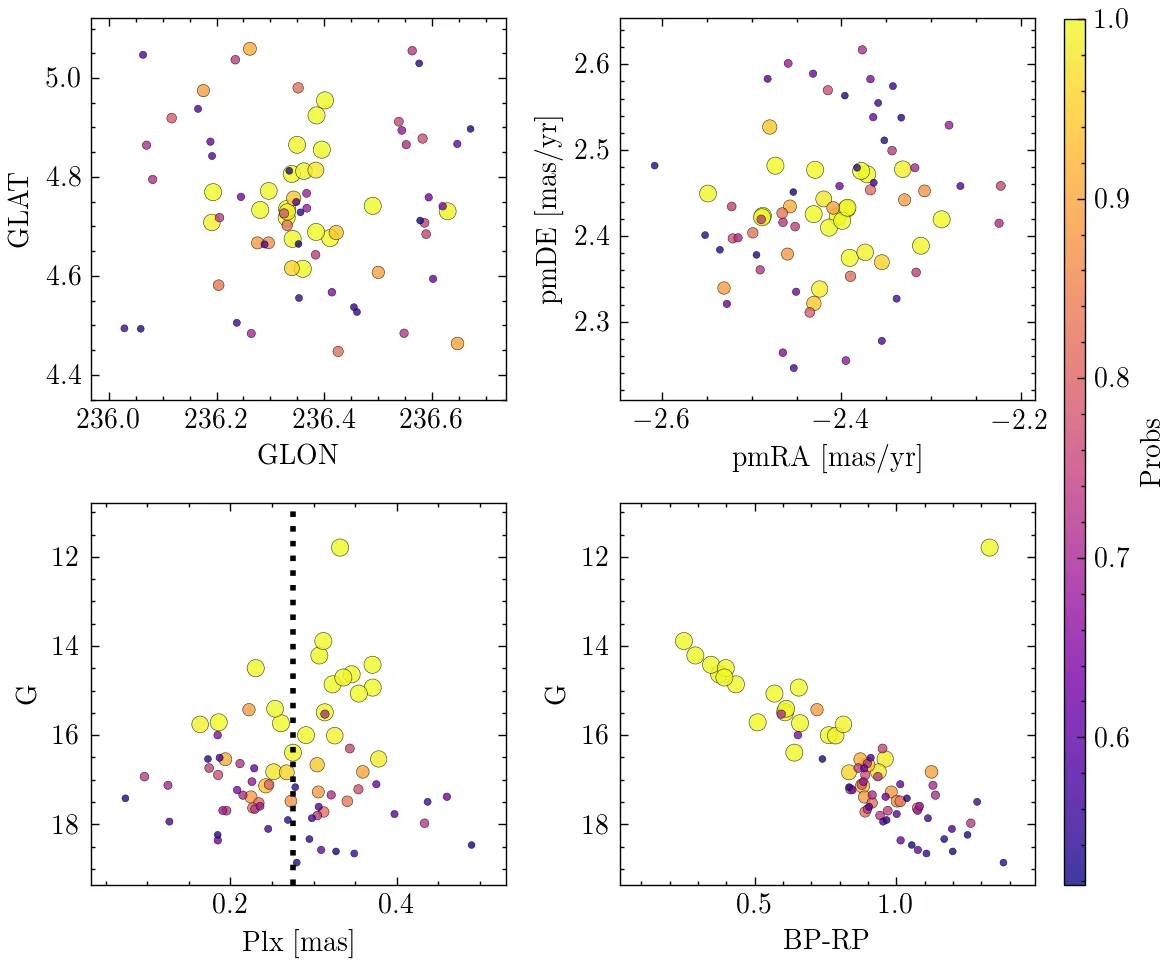 5.0
4.8
4.6
4.4
GLAT
236.0 236.2 236.4 236.6
GLON
2.6
2.5
2.4
2.3
pmDE [mas/yr]
−2.6 −2.4 −2.2
pmRA [mas/yr]
12
14
16
18
G
0.2 0.4
Plx [mas]
12
14
16
18
G
0.5 1.0
BP-RP
1.0
0.9
0.8
0.7
0.6
Probs